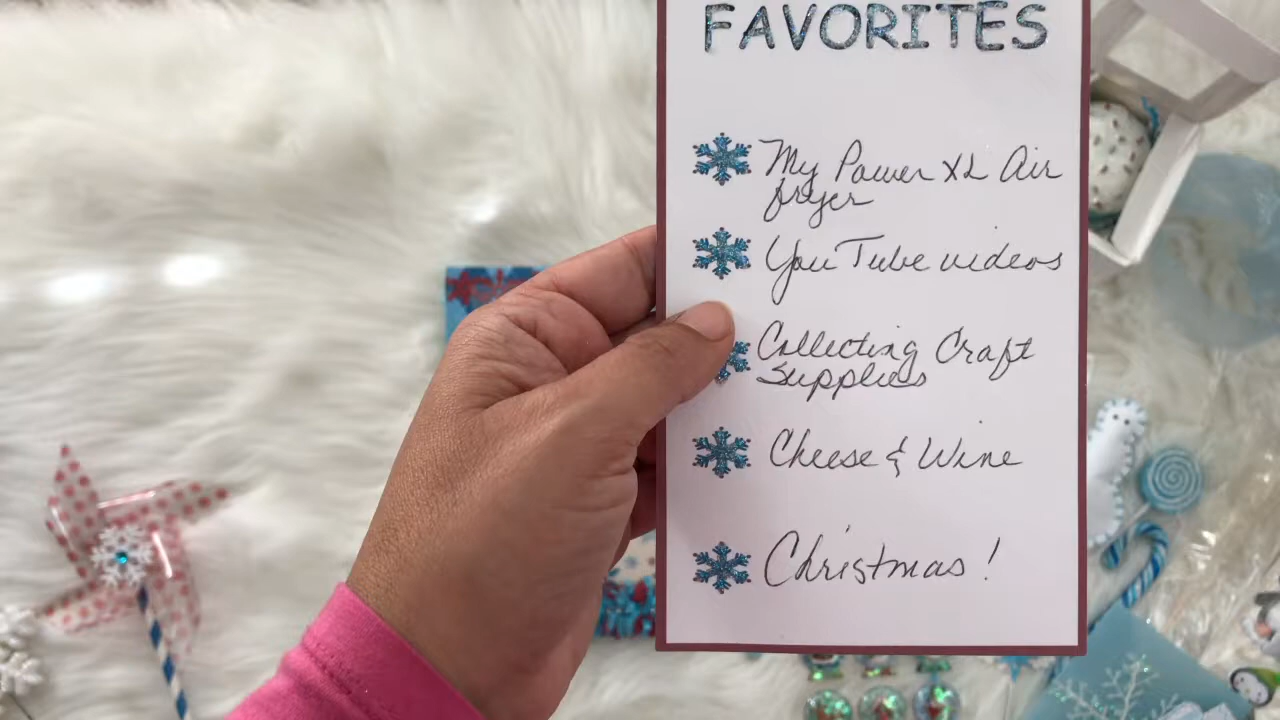 FAVORITES
My Power XL Air
fryer
YouTube videos
Collecting Craft
Supplies
Cheese & Wine
Christmas!